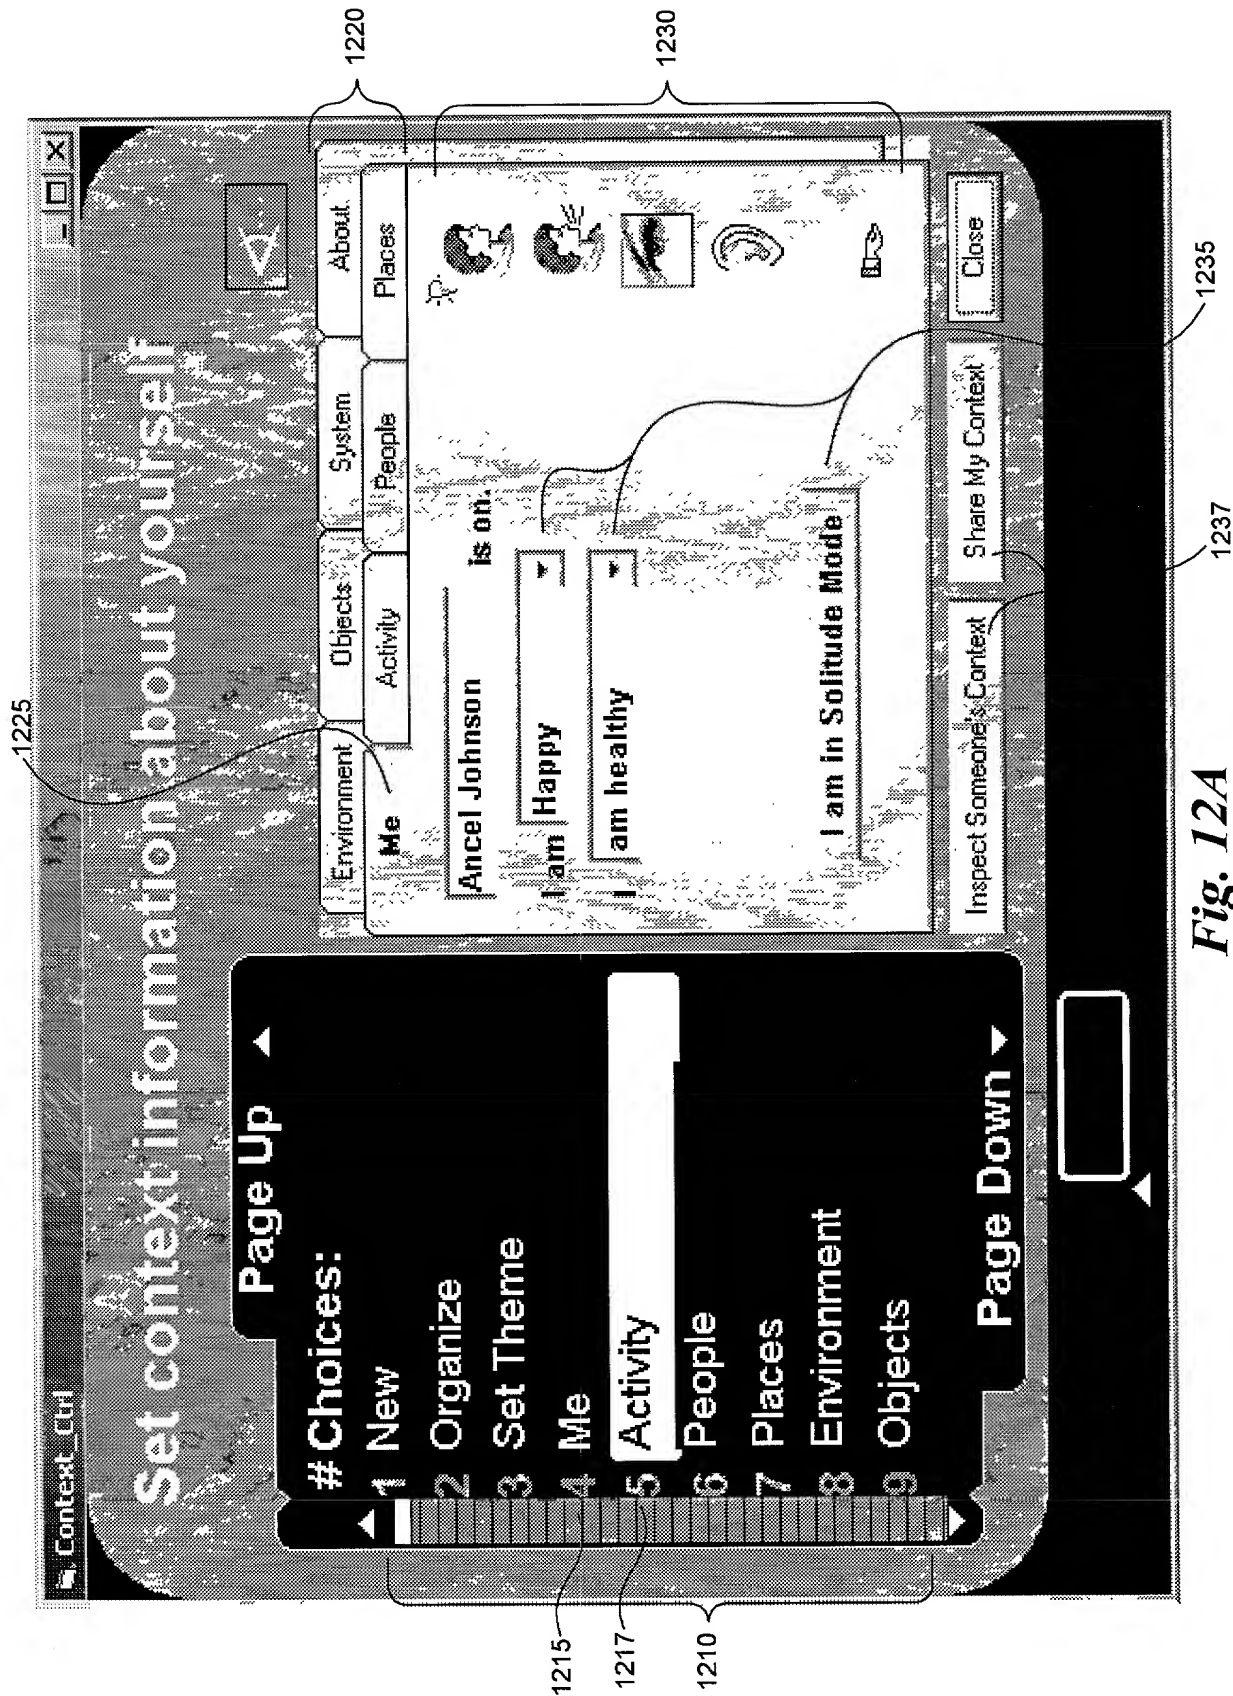 Context_Ctrl
Set context information about yourself
Page Up
# Choices:
1 New
2 Organize
3 Set Theme
4 Me
5 Activity
6 People
7 Places
8 Environment
9 Objects
Page Down
Environment Objects System About
Me Activity People Places
Ancel Johnson is on.
I am Happy
I am healthy
I am in Solitude Mode
Inspect Someone's Context Share My Context Close
1210
1215
1217
1220
1225
1230
1235
1237
Fig. 12A